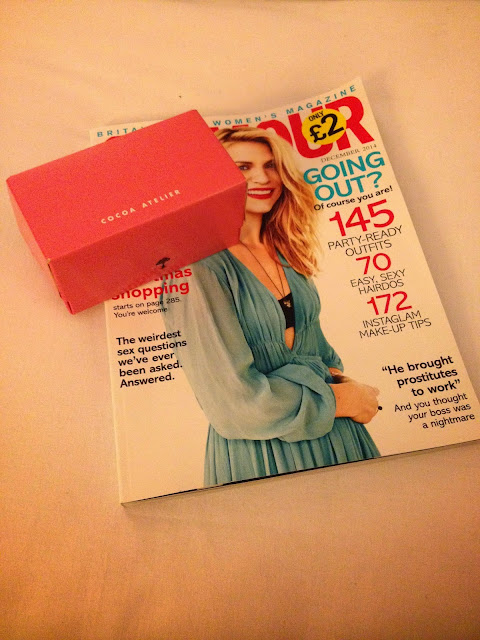 COCOA ATELIER
WOMEN'S MAGAZINE
OUR
ONLY
£2
DECEMBER 2014
GOING
OUT?
Of course you are!
145
PARTY-READY
OUTFITS
70
EASY, SEXY
HAIRDOS
172
INSTAGLAM
MAKE-UP TIPS
shopping
starts on page 285.
You're welcome
The weirdest
sex questions
we've ever
been asked.
Answered.
"He brought
prostitutes
to work"
And you thought
your boss was
a nightmare